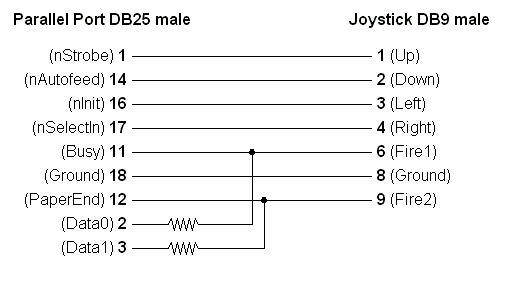 Parallel Port DB25 male Joystick DB9 male
(nStrobe) 1 1 (Up)
(nAutofeed) 14 2 (Down)
(nInit) 16 3 (Left)
(nSelectIn) 17 4 (Right)
(Busy) 11 6 (Fire1)
(Ground) 18 8 (Ground)
(PaperEnd) 12 9 (Fire2)
(Data0) 2
(Data1) 3